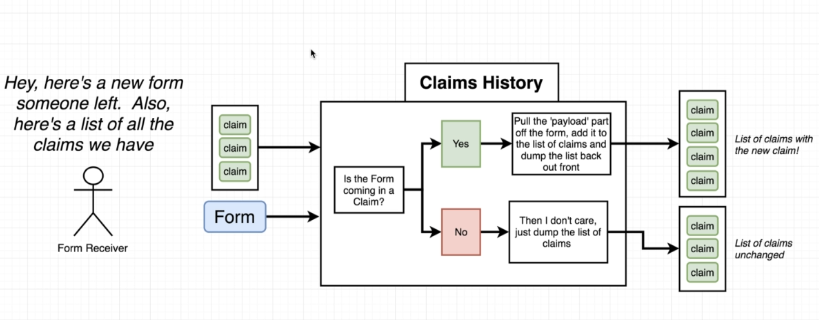 Claims History
Hey, here's a new form
someone left. Also,
here's a list of all the
claims we have
Form Receiver
claim
claim
claim
Form
Is the Form
coming in a
Claim?
Yes
No
Pull the 'payload' part
off the form, add it to
the list of claims and
dump the list back
out front
Then I don't care,
just dump the list of
claims
claim
claim
claim
claim
List of claims with
the new claim!
claim
claim
claim
List of claims
unchanged